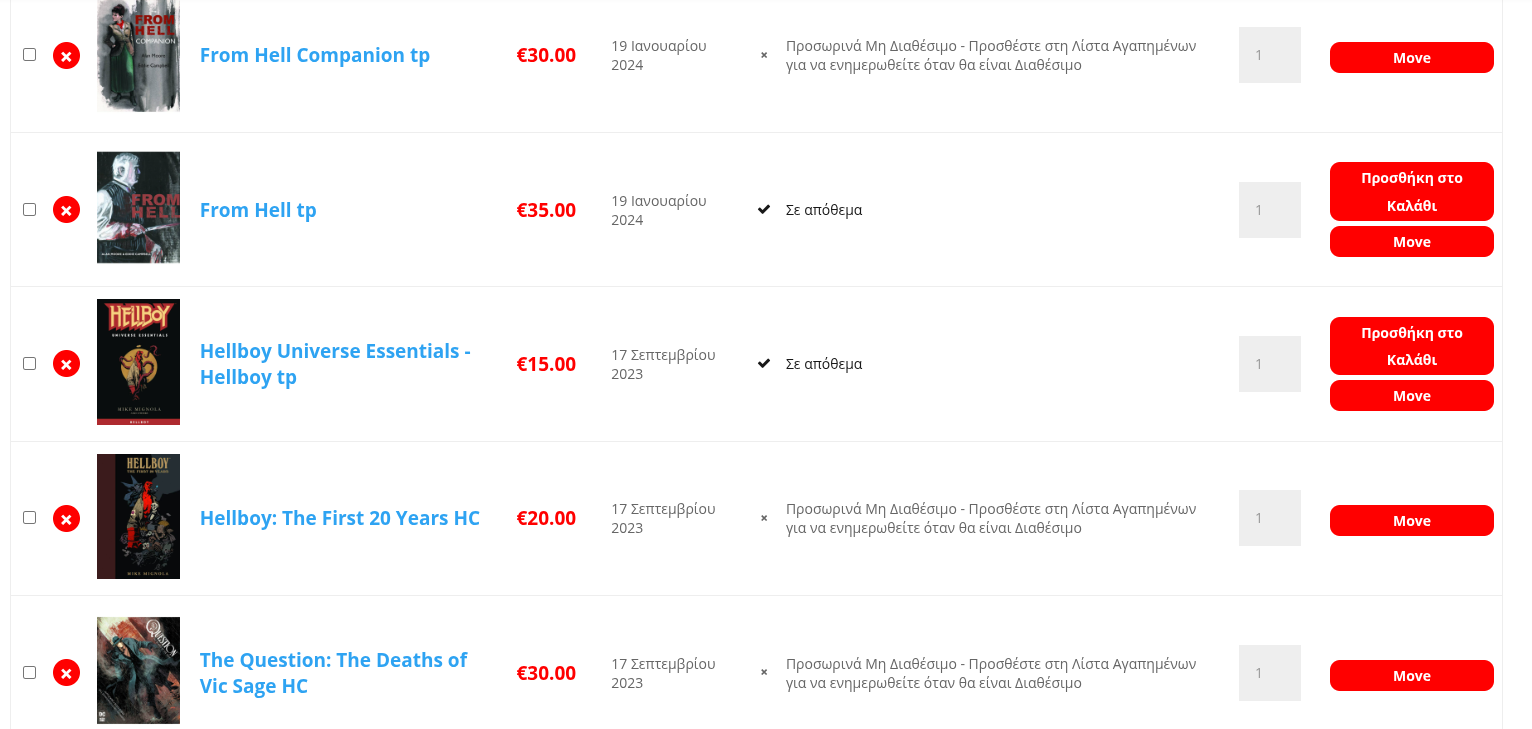 FROM
HELL
COMPANION
From Hell Companion tp
€30.00
19 Ιανουαρίου
2024
×
Προσωρινά Μη Διαθέσιμο - Προσθέστε στη Λίστα Αγαπημένων
για να ενημερωθείτε όταν θα είναι Διαθέσιμο
1
Move
FROM
HELL
From Hell tp
€35.00
19 Ιανουαρίου
2024
✔
Σε απόθεμα
1
Προσθήκη στο
Καλάθι
Move
HELLBOY
UNIVERSE ESSENTIALS
MIKE MIGNOLA
HELLBOY
Hellboy Universe Essentials -
Hellboy tp
€15.00
17 Σεπτεμβρίου
2023
✔
Σε απόθεμα
1
Προσθήκη στο
Καλάθι
Move
HELLBOY
THE FIRST 20 YEARS
MIKE MIGNOLA
Hellboy: The First 20 Years HC
€20.00
17 Σεπτεμβρίου
2023
×
Προσωρινά Μη Διαθέσιμο - Προσθέστε στη Λίστα Αγαπημένων
για να ενημερωθείτε όταν θα είναι Διαθέσιμο
1
Move
QUESTION
The Question: The Deaths of
Vic Sage HC
€30.00
17 Σεπτεμβρίου
2023
×
Προσωρινά Μη Διαθέσιμο - Προσθέστε στη Λίστα Αγαπημένων
για να ενημερωθείτε όταν θα είναι Διαθέσιμο
1
Move